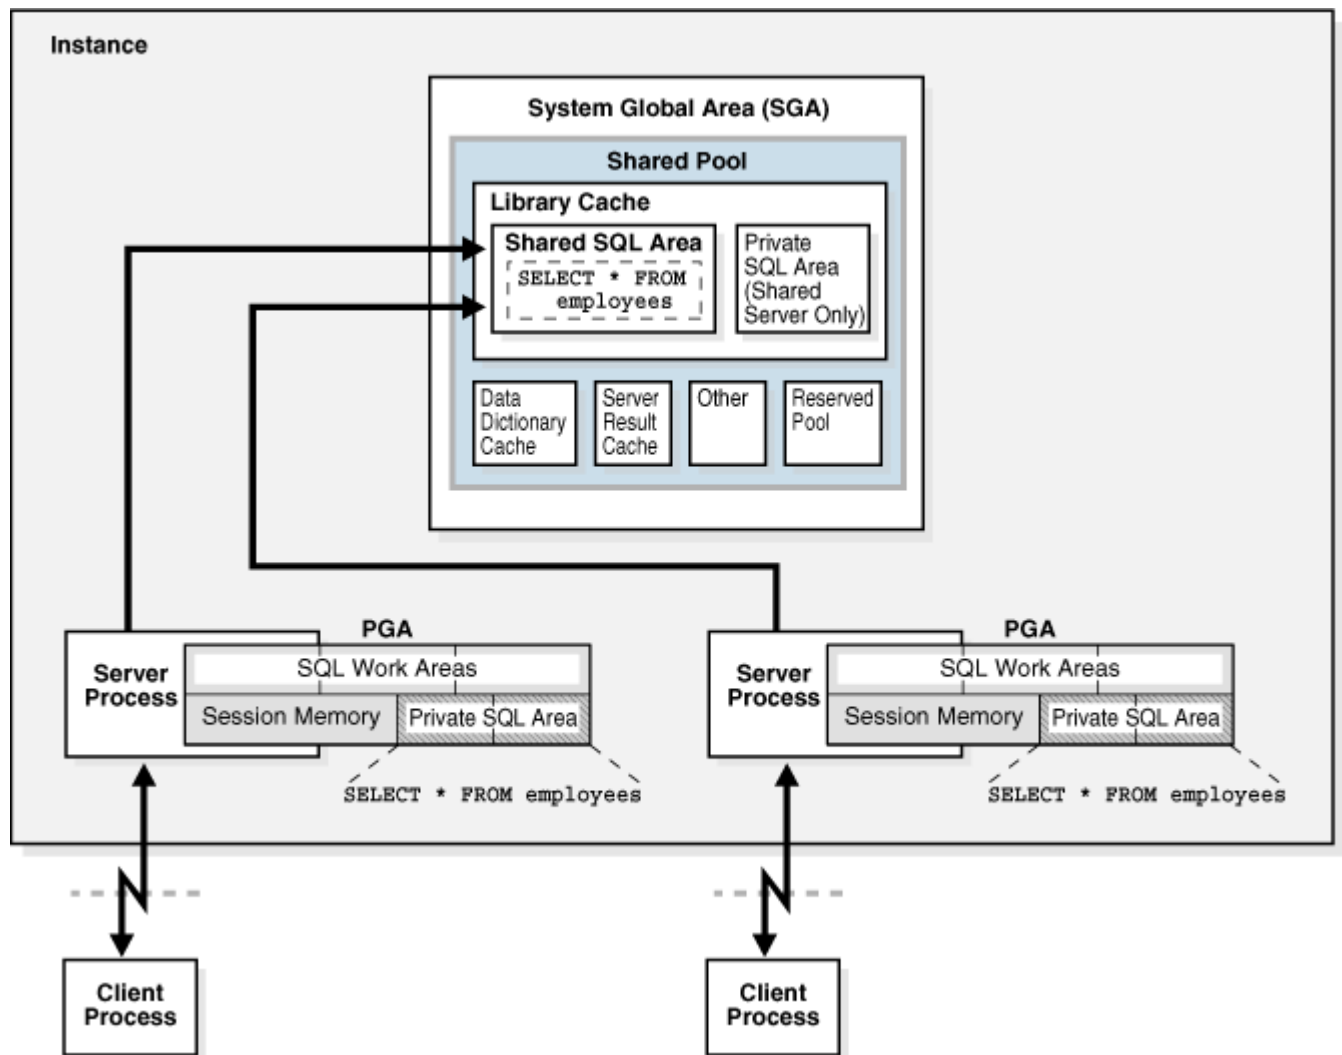 Instance
System Global Area (SGA)
Shared Pool
Library Cache
Shared SQL Area
SELECT * FROM
employees
Private
SQL Area
(Shared
Server Only)
Data
Dictionary
Cache
Server
Result
Cache
Other
Reserved
Pool
PGA
Server
Process
SQL Work Areas
Session Memory
Private SQL Area
SELECT * FROM employees
PGA
Server
Process
SQL Work Areas
Session Memory
Private SQL Area
SELECT * FROM employees
Client
Process
Client
Process